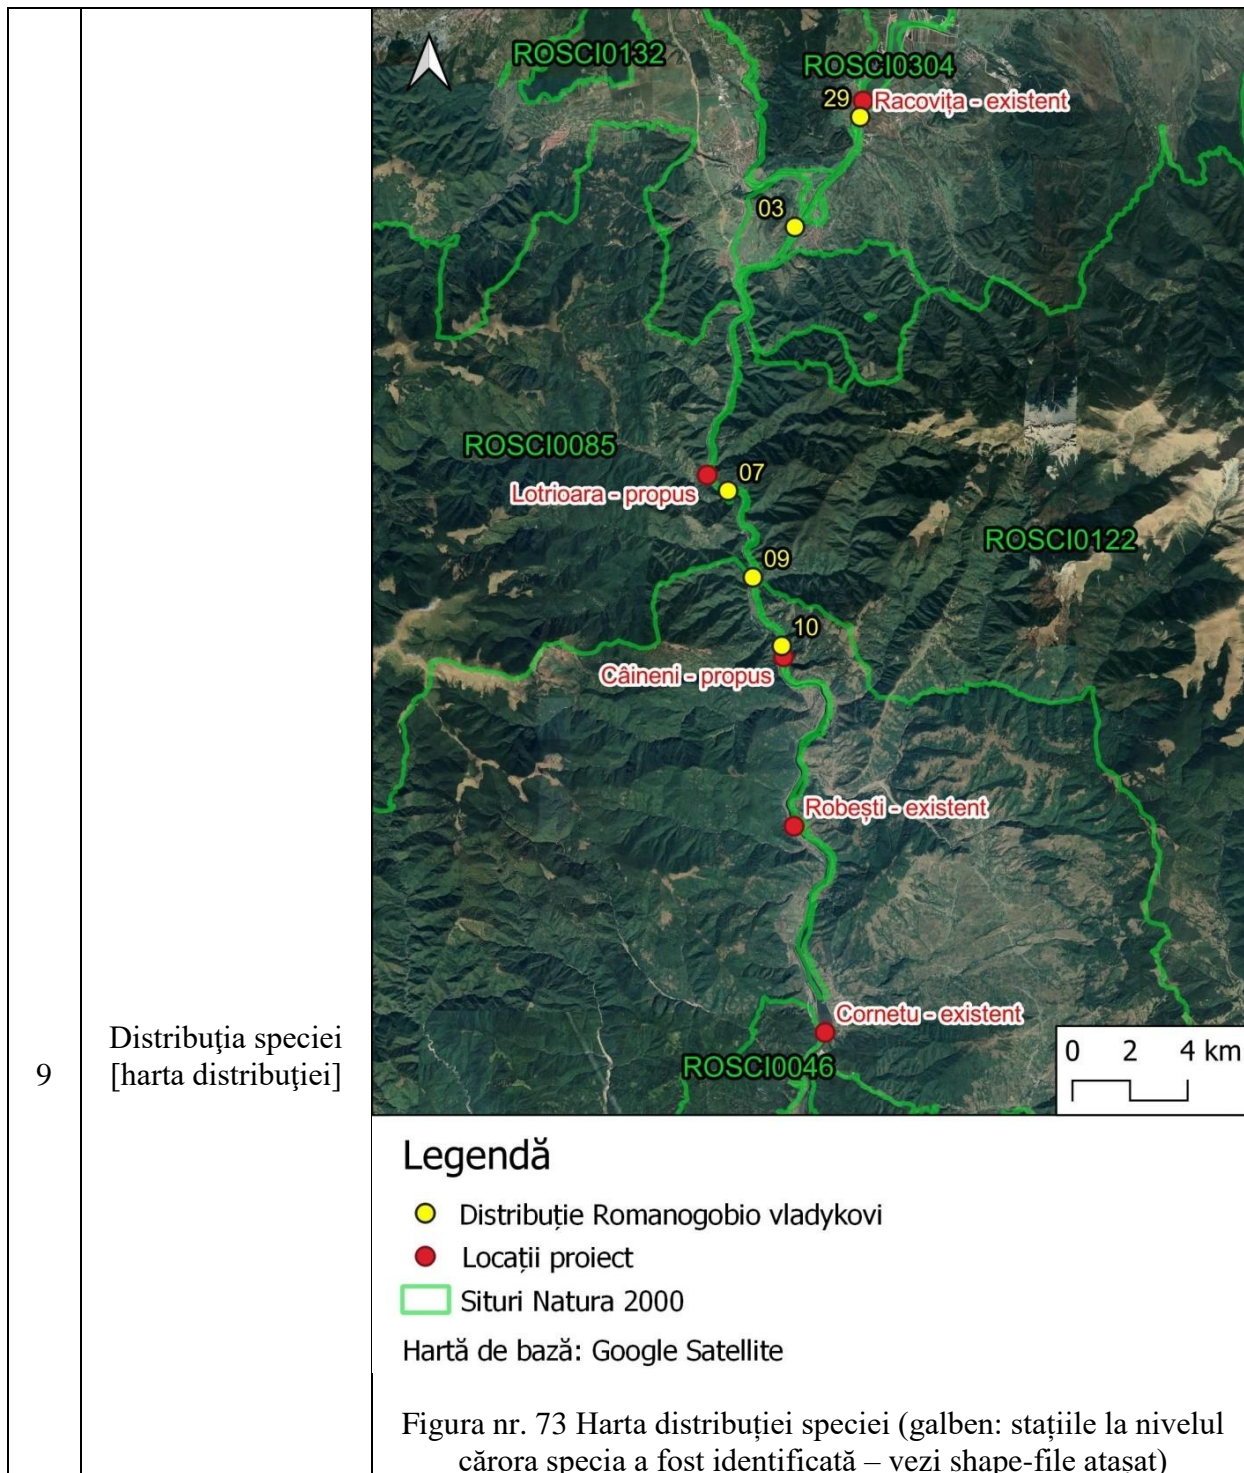 9
Distribuţia speciei
[harta distribuţiei]
ROSCI0132
ROSCI0304
29
Racovița - existent
03
ROSCI0085
07
Lotrioara - propus
ROSCI0122
09
10
Câineni - propus
Robești - existent
Cornetu - existent
ROSCI0046
0 2 4 km
Legendă
Distribuție Romanogobio vladykovi
Locații proiect
Situri Natura 2000
Hartă de bază: Google Satellite
Figura nr. 73 Harta distribuției speciei (galben: stațiile la nivelul
cărora specia a fost identificată – vezi shape-file atașat)